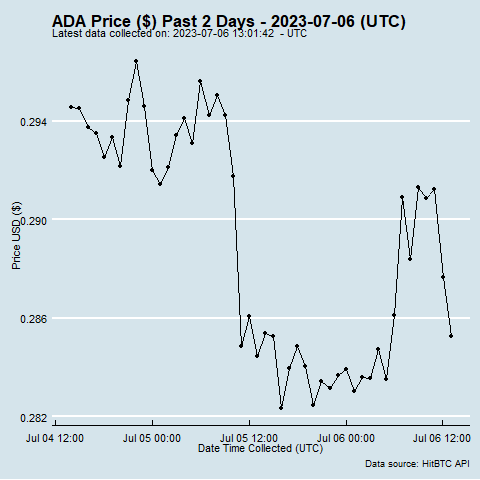 ADA Price ($) Past 2 Days - 2023-07-06 (UTC)
Latest data collected on: 2023-07-06 13:01:42 - UTC
0.294
0.290
0.286
0.282
Price USD ($)
Jul 04 12:00
Jul 05 00:00
Jul 05 12:00
Jul 06 00:00
Jul 06 12:00
Date Time Collected (UTC)
Data source: HitBTC API